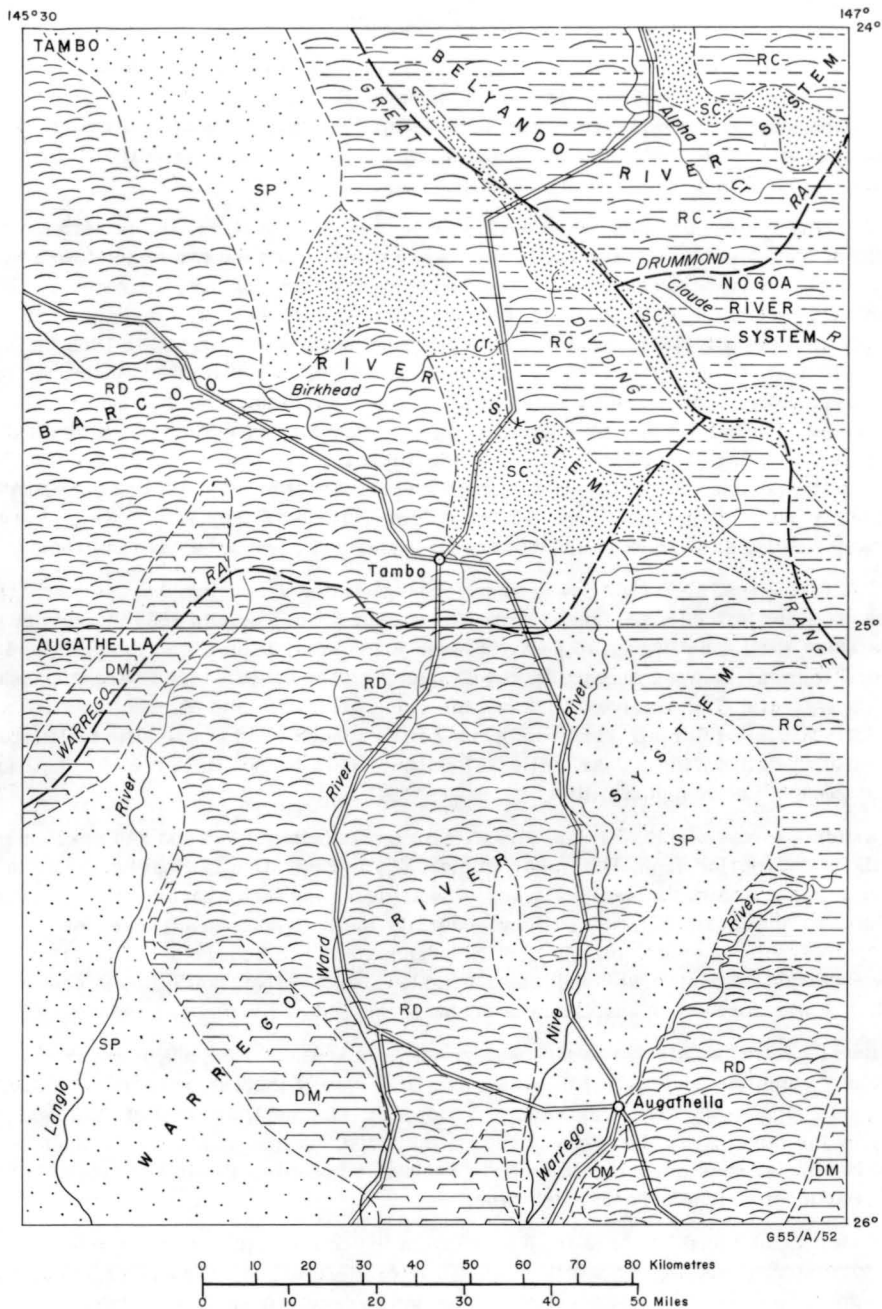 145°30
147°
24°
TAMBO
BELYANDO
RIVER SYSTEM
RC
SC
GREAT
Alpha
Cr
RA
SP
RC
DRUMMOND
NOGOA
RIVER
SYSTEM
Claude
R
SC
DIVIDING
RC
Cr
RIVER
Birkhead
RD
BARCOO
SYSTEM
SC
RA
Tambo
RANGE
25°
AUGATHELLA
DM
WARREGO
RD
River
River
River
SYSTEM
RC
SP
River
RIVER
Ward
RD
Nive
SP
WARREGO
RD
DM
Langlo
Augathella
Warrego
DM
DM
26°
G55/A/52
0 10 20 30 40 50 60 70 80 Kilometres
0 10 20 30 40 50 Miles